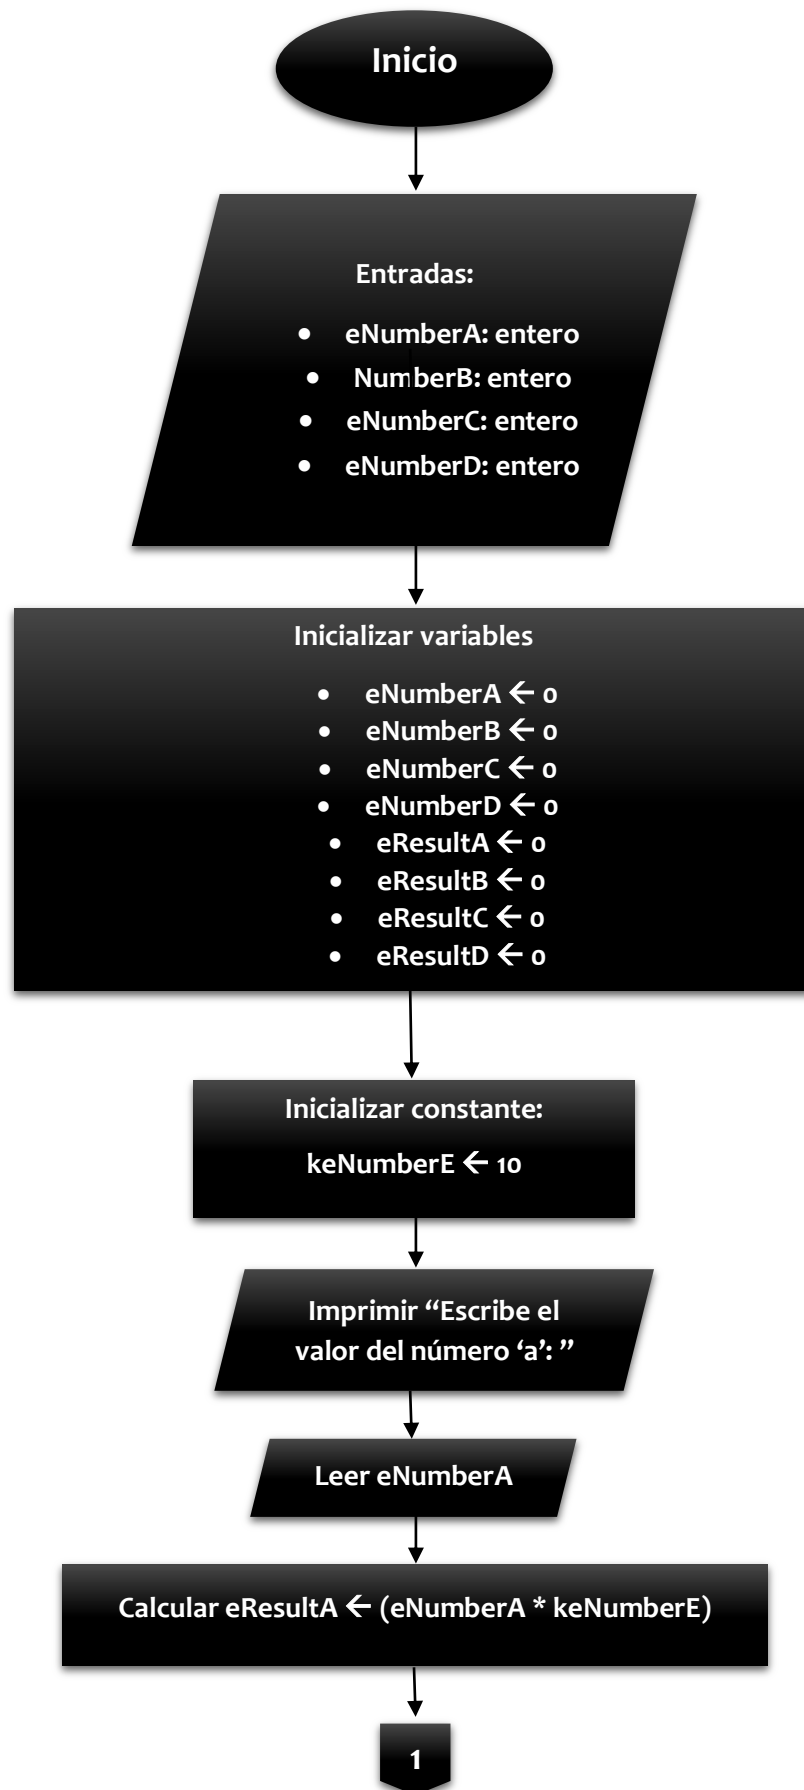 Inicio
Entradas:
• eNumberA: entero
• NumberB: entero
• eNumberC: entero
• eNumberD: entero
Inicializar variables
• eNumberA ← 0
• eNumberB ← 0
• eNumberC ← 0
• eNumberD ← 0
• eResultA ← 0
• eResultB ← 0
• eResultC ← 0
• eResultD ← 0
Inicializar constante:
keNumberE ← 10
Imprimir “Escribe el
valor del número ‘a’: ”
Leer eNumberA
Calcular eResultA ← (eNumberA * keNumberE)
1